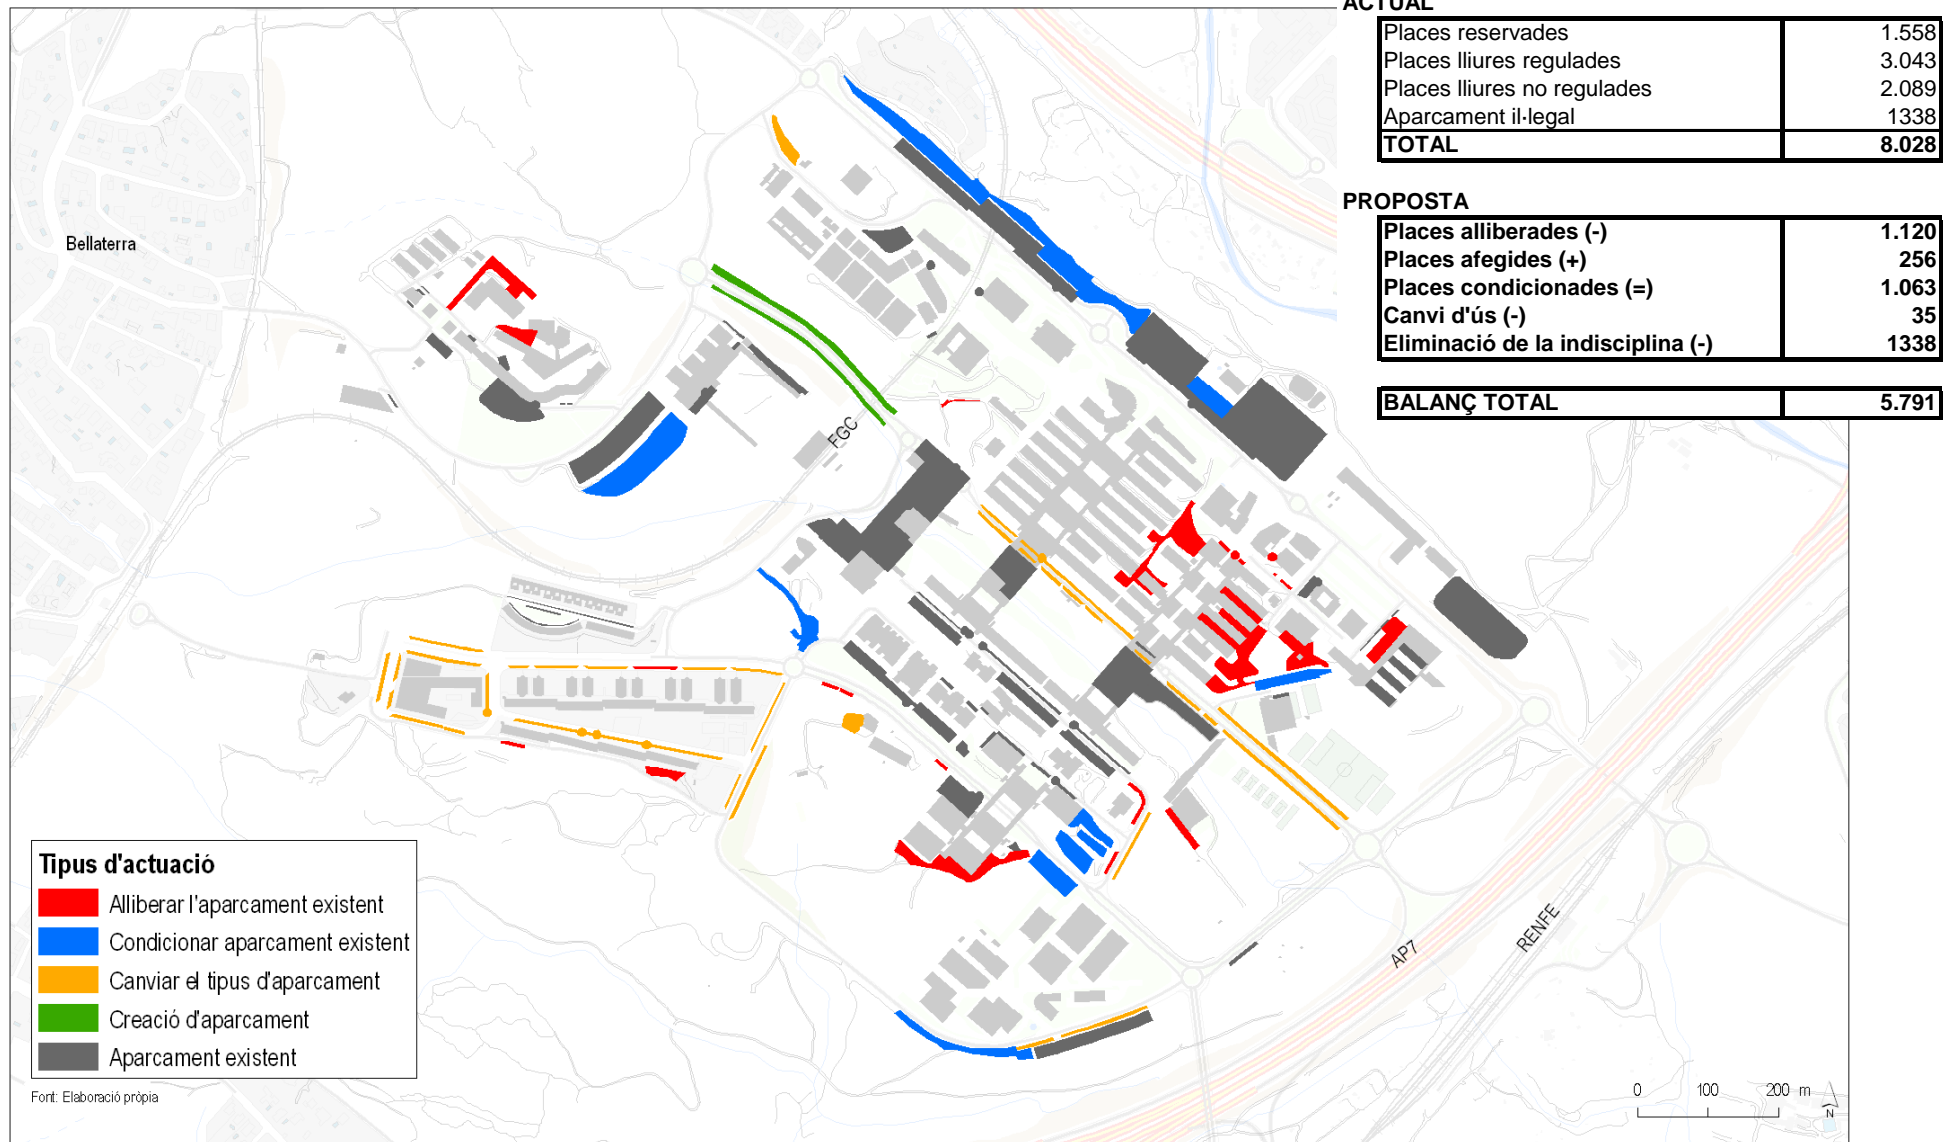 ACTUAL
Places reservades 1.558
Places lliures regulades 3.043
Places lliures no regulades 2.089
Aparcament il·legal 1338
TOTAL 8.028
PROPOSTA
Places alliberades (-) 1.120
Places afegides (+) 256
Places condicionades (=) 1.063
Canvi d'ús (-) 35
Eliminació de la indisciplina (-) 1338
BALANÇ TOTAL 5.791
Bellaterra
FGC
AP7
RENFE
Tipus d'actuació
Alliberar l'aparcament existent
Condicionar aparcament existent
Canviar el tipus d'aparcament
Creació d'aparcament
Aparcament existent
Font: Elaboració pròpia
0 100 200 m
N